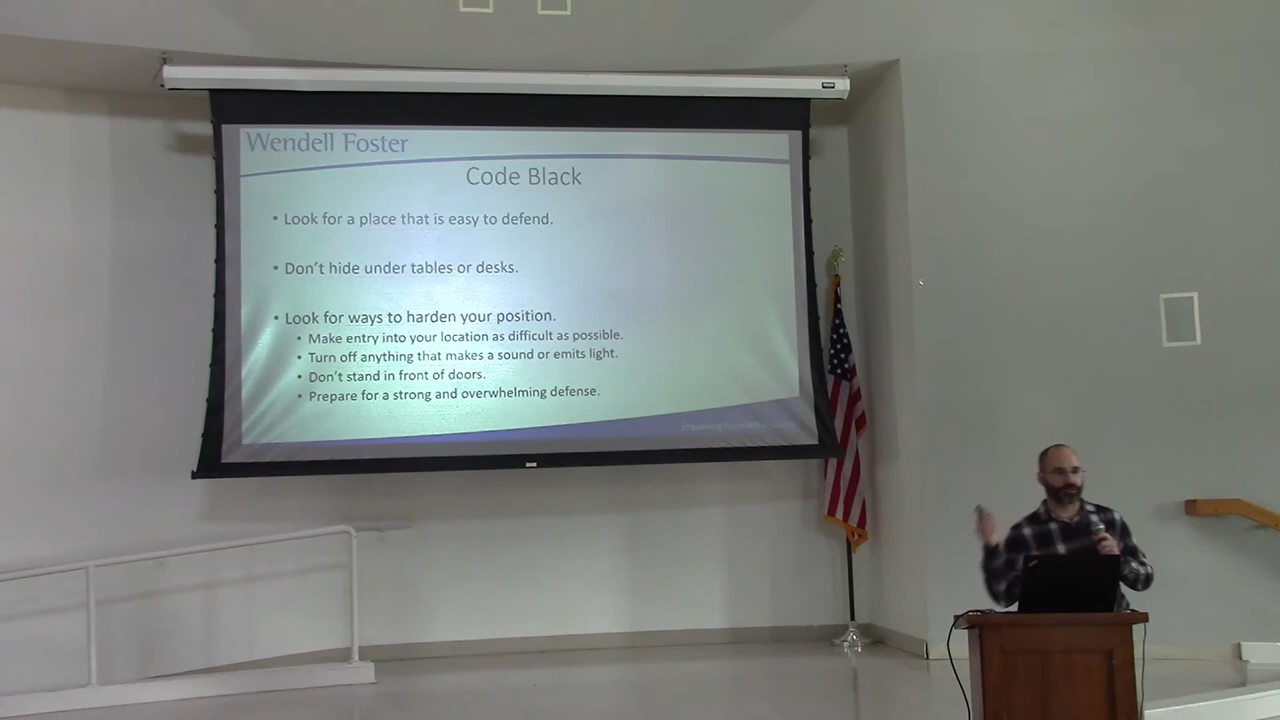 Wendell Foster
Code Black
• Look for a place that is easy to defend.
• Don't hide under tables or desks.
• Look for ways to harden your position.
• Make entry into your location as difficult as possible.
• Turn off anything that makes a sound or emits light.
• Don't stand in front of doors.
• Prepare for a strong and overwhelming defense.